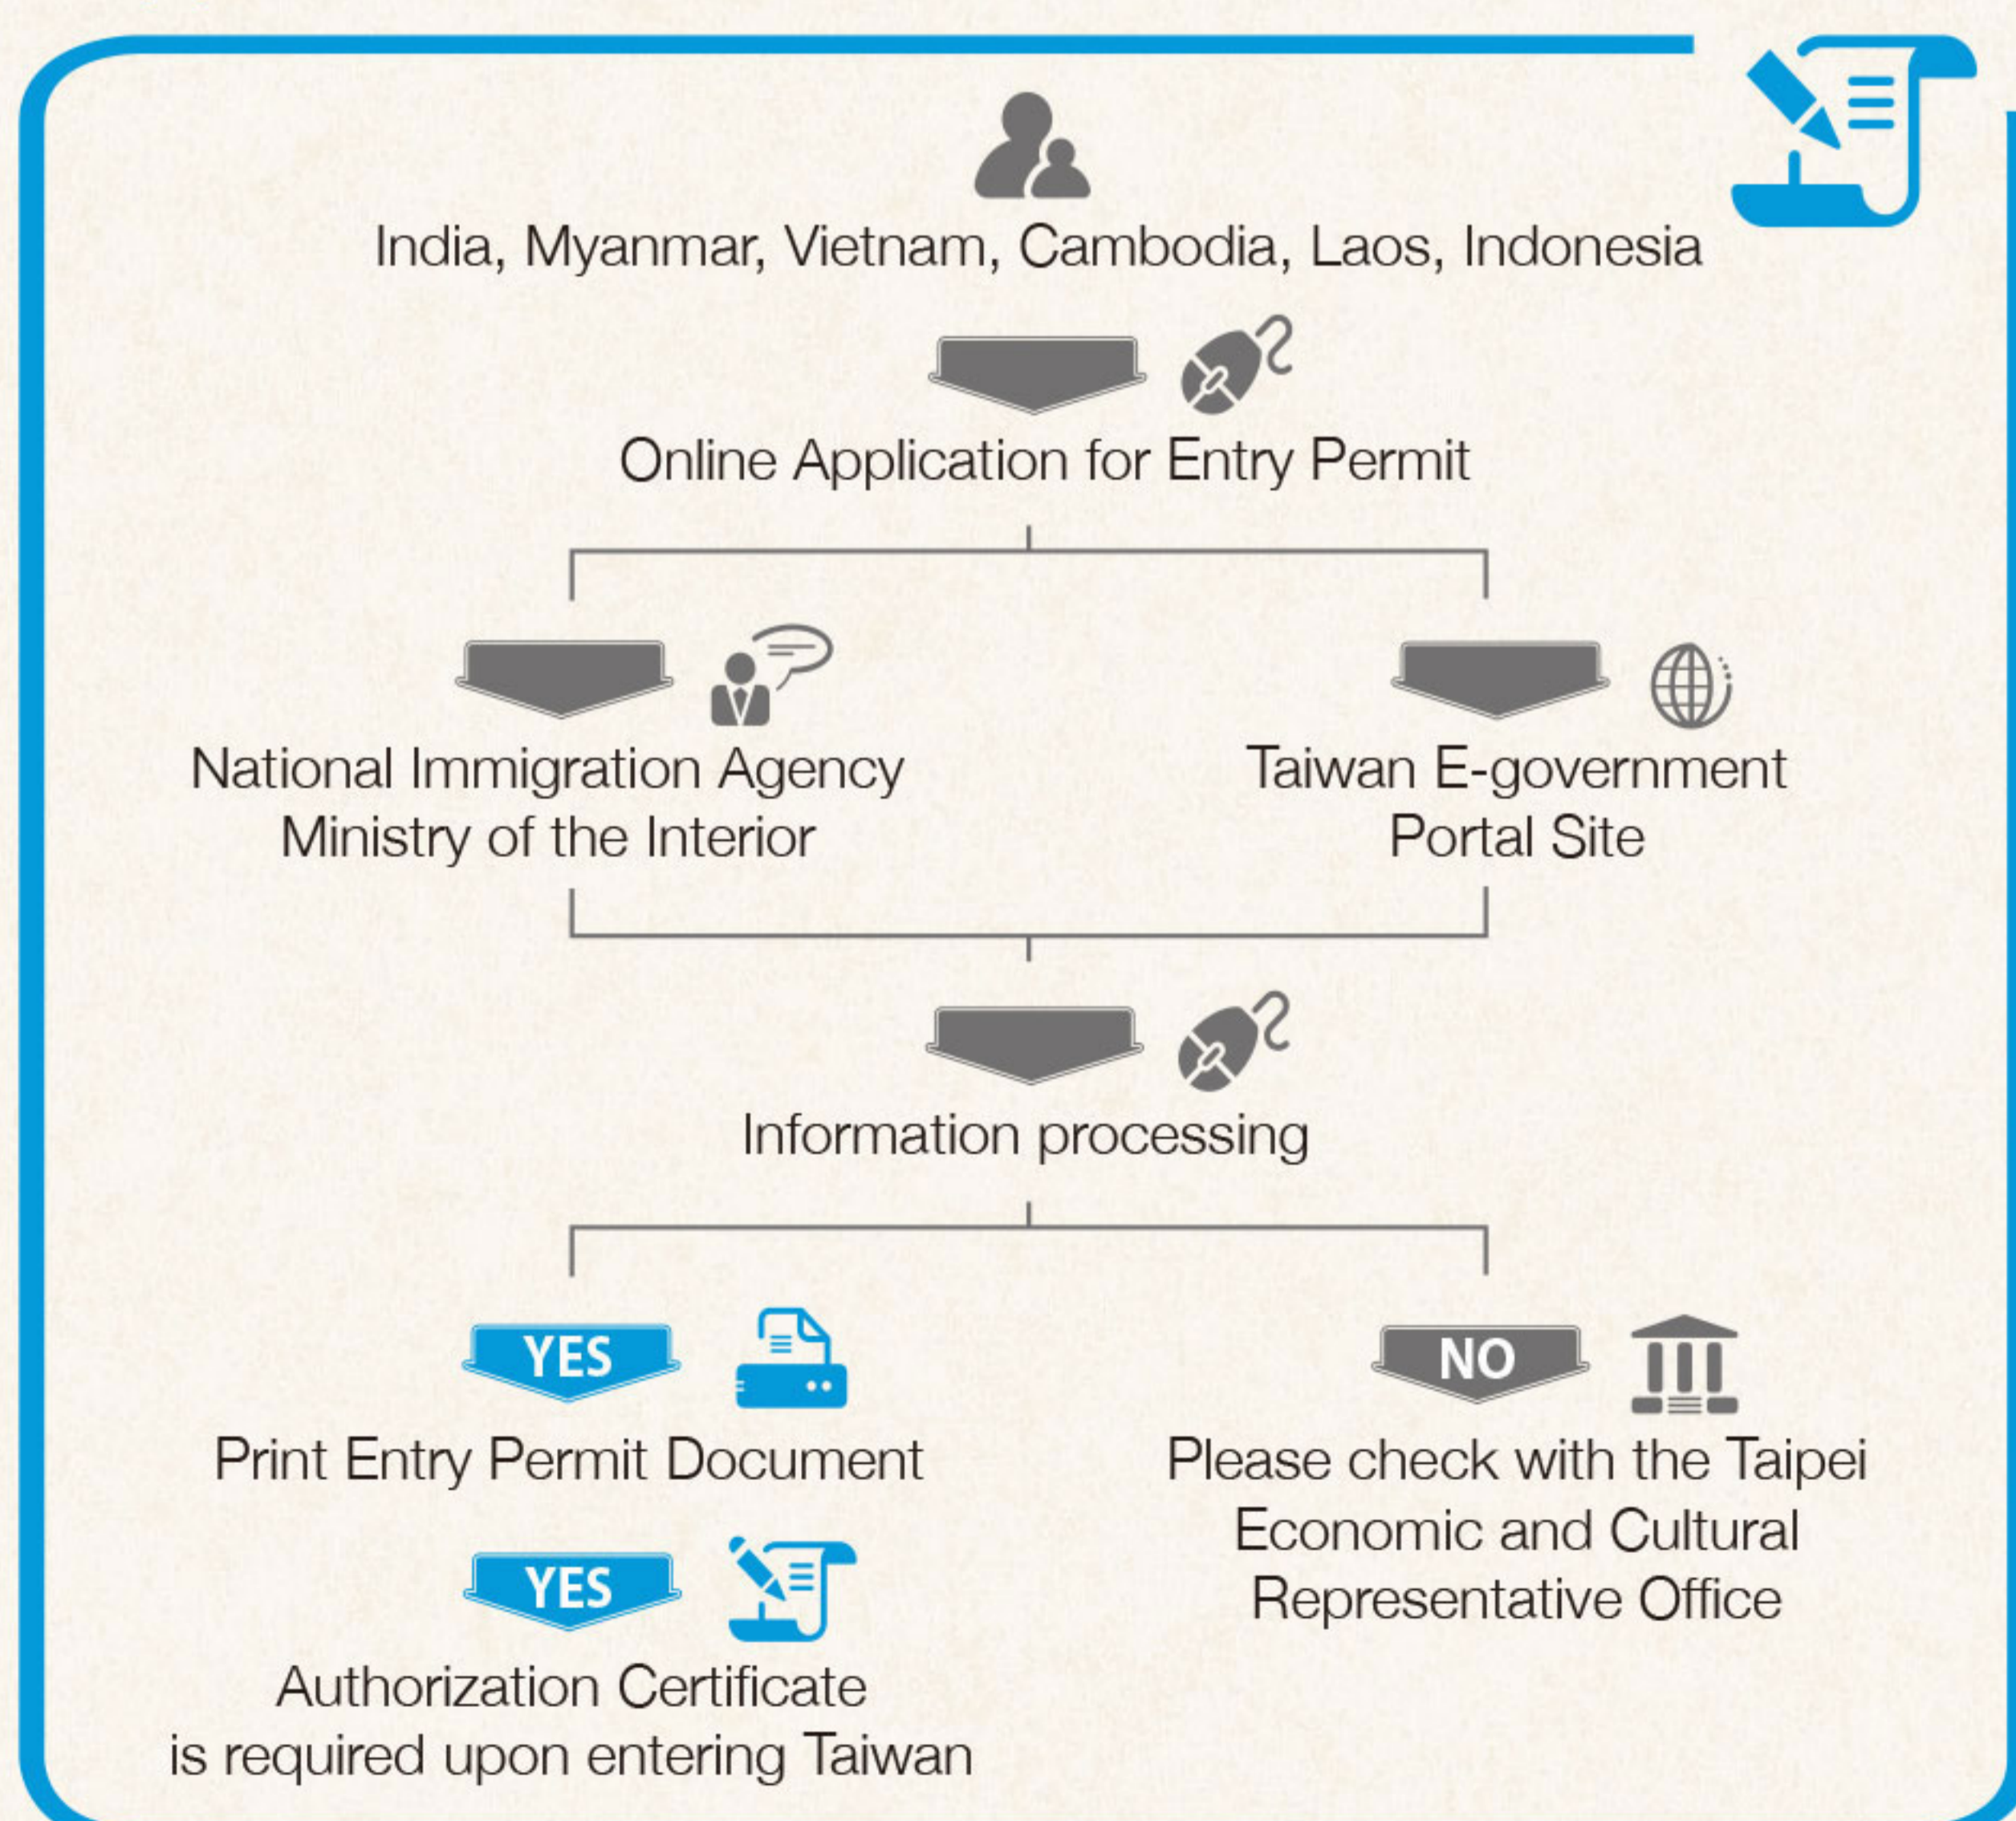 India, Myanmar, Vietnam, Cambodia, Laos, Indonesia
Online Application for Entry Permit
National Immigration Agency
Ministry of the Interior
Taiwan E-government
Portal Site
Information processing
YES
Print Entry Permit Document
YES
Authorization Certificate
is required upon entering Taiwan
NO
Please check with the Taipei
Economic and Cultural
Representative Office